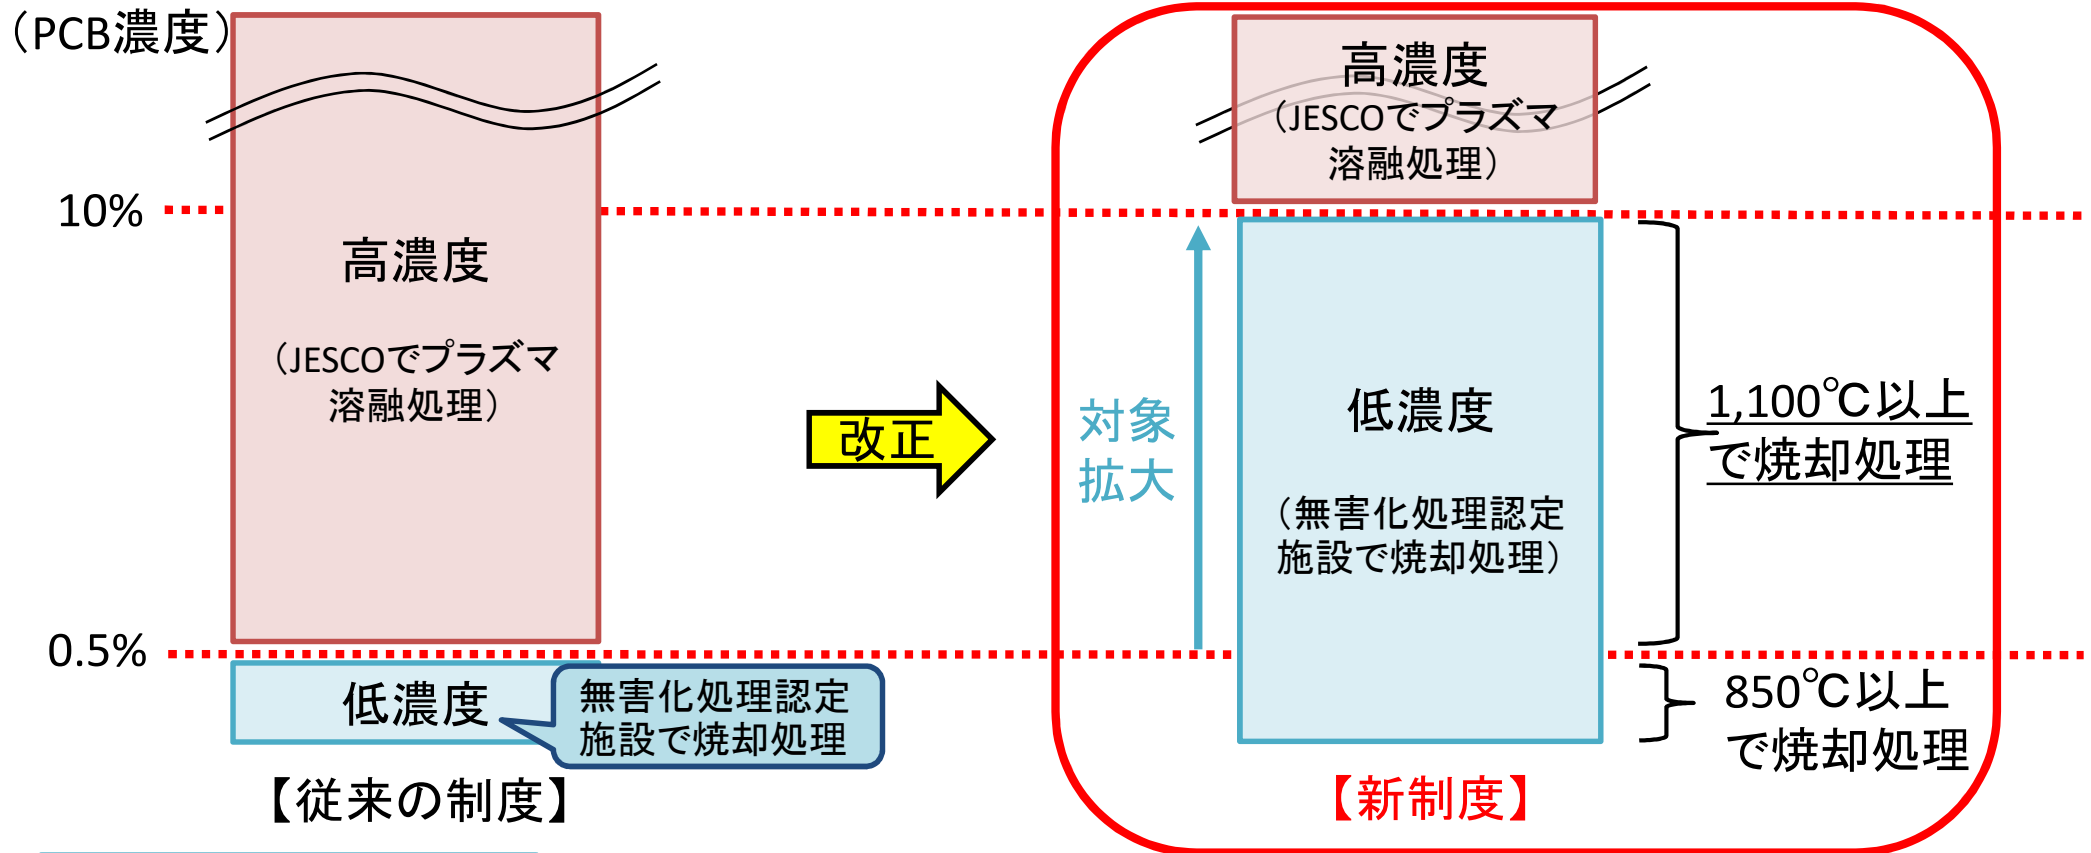 （PCB濃度）
10%
0.5%
高濃度
（JESCOでプラズマ
溶融処理）
低濃度
無害化処理認定
施設で焼却処理
【従来の制度】
改正
対象
拡大
高濃度
（JESCOでプラズマ
溶融処理）
低濃度
（無害化処理認定
施設で焼却処理）
1,100℃以上
で焼却処理
850℃以上
で焼却処理
【新制度】